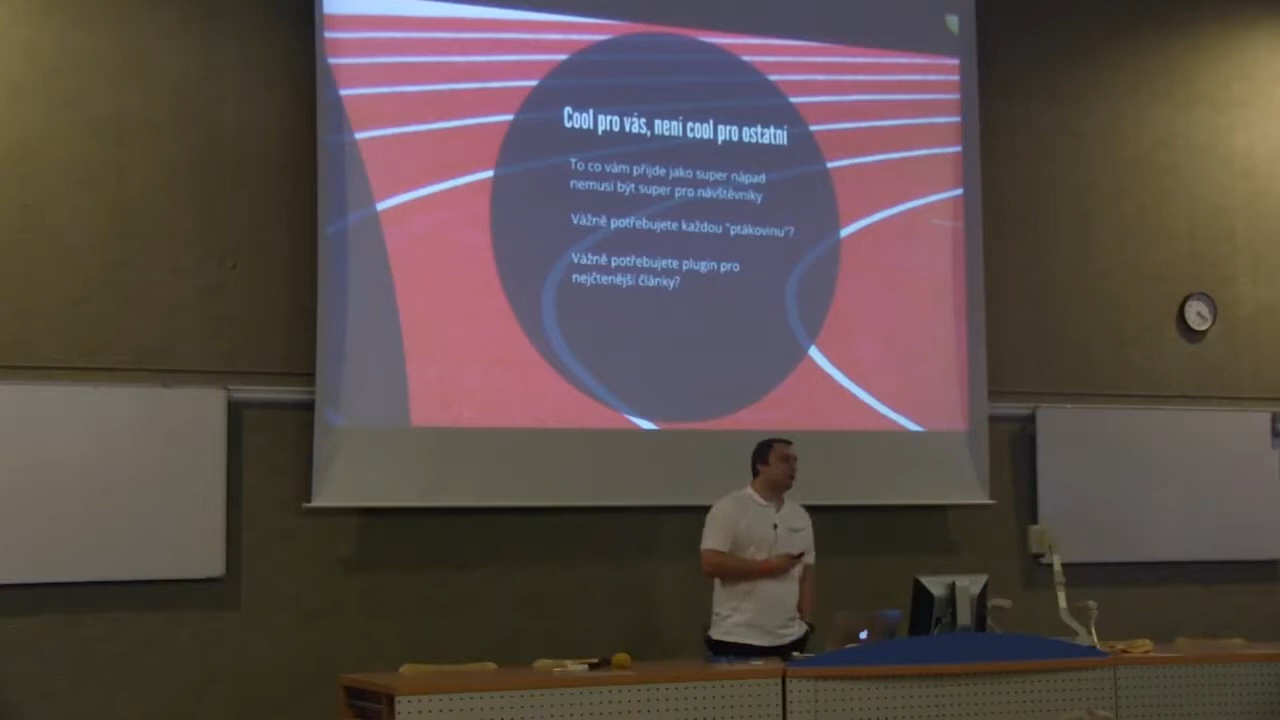 Cool pro vás, není cool pro ostatní
To co vám přijde jako super nápad
nemusí být super pro návštěvníky
Vážně potřebujete každou "ptákovinu"?
Vážně potřebujete plugin pro
nejčtenější články?